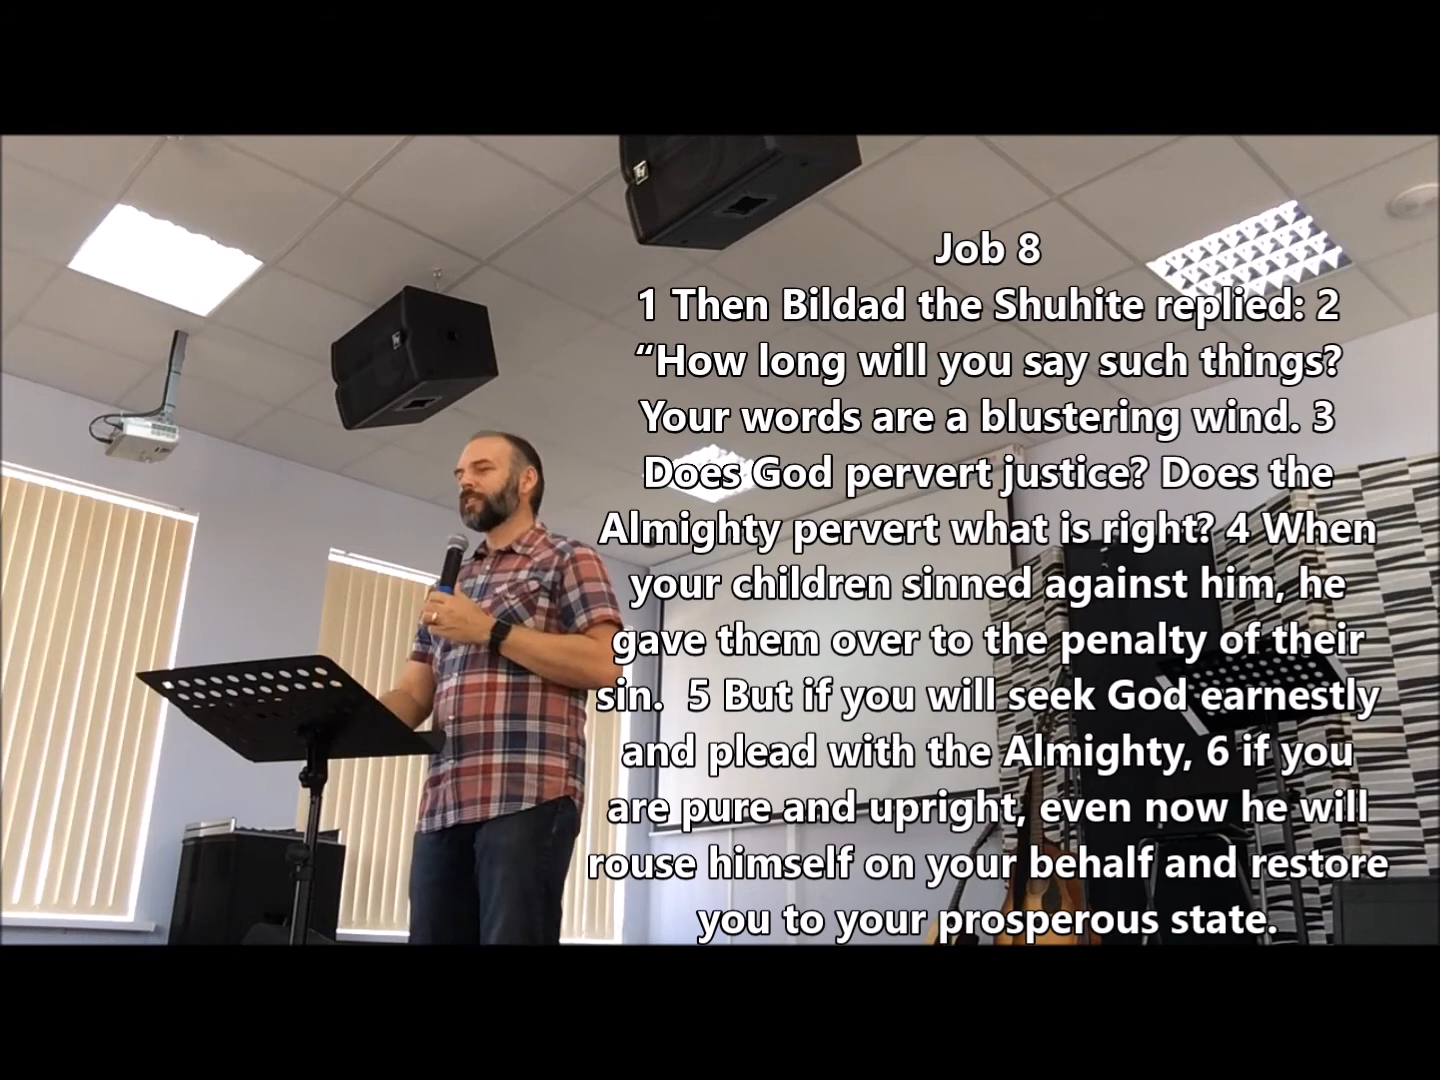 Job 8
1 Then Bildad the Shuhite replied: 2
“How long will you say such things?
Your words are a blustering wind. 3
Does God pervert justice? Does the
Almighty pervert what is right? 4 When
your children sinned against him, he
gave them over to the penalty of their
sin.  5 But if you will seek God earnestly
and plead with the Almighty, 6 if you
are pure and upright, even now he will
rouse himself on your behalf and restore
you to your prosperous state.